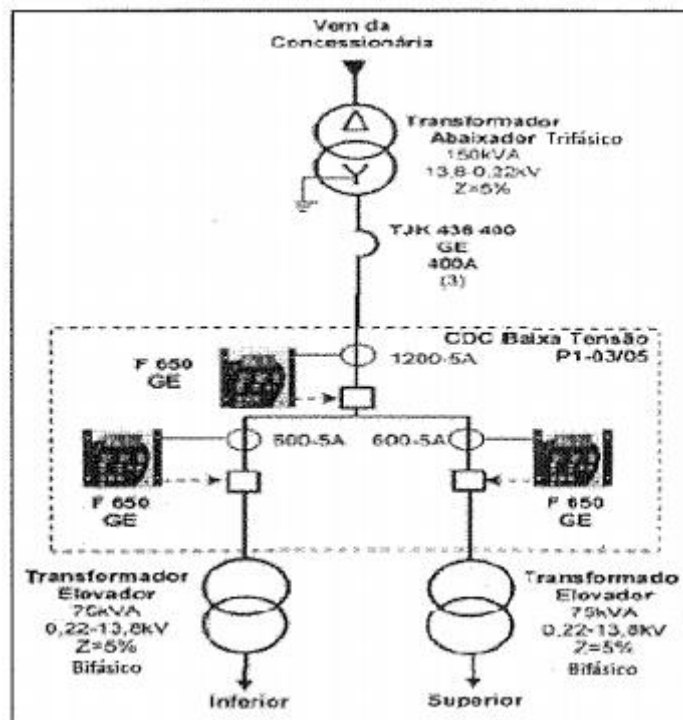 Vem da
Concessionária
Transformador
Abaixador Trifásico
150kVA
13,8-0,22kV
Z=5%
TJK 436 400
GE
400A
(3)
CDC Baixa Tensão
P1-03/05
F 650
GE
1200-5A
600-5A
600-5A
F 650
GE
F 650
GE
Transformador
Elevador
75kVA
0,22-13,8kV
Z=5%
Bifásico
Transformado
Elevador
75kVA
0,22-13,8kV
Z=5%
Bifásico
Inferior
Superior